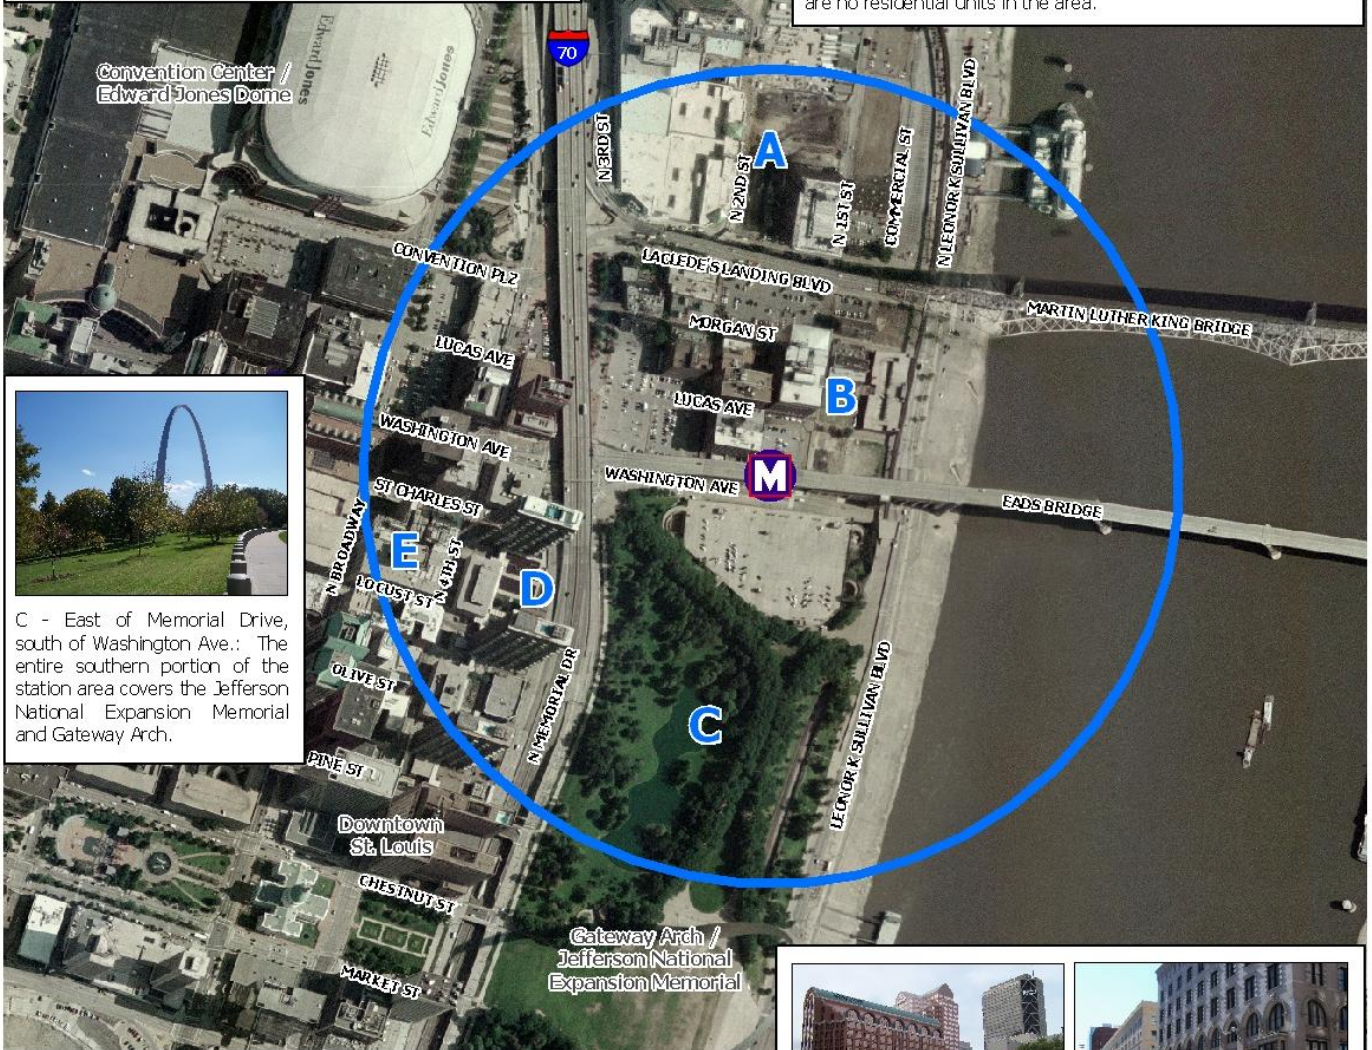 are no residential units in the area.
70
Convention Center /
Edward Jones Dome
Edward Jones
Edward Jones
N 3RD ST
N LEONOR K SULLIVAN BLVD
A
N 2ND ST
N 1ST ST
COMMERCIAL ST
CONVENTION PLZ
LACLEDE'S LANDING BLVD
MARTIN LUTHER KING BRIDGE
MORGAN ST
LUCAS AVE
B
LUCAS AVE
WASHINGTON AVE
WASHINGTON AVE
M
EADS BRIDGE
ST CHARLES ST
N BROADWAY
E
N 4TH ST
LOCUST ST
D
C - East of Memorial Drive,
south of Washington Ave.: The
entire southern portion of the
station area covers the Jefferson
National Expansion Memorial
and Gateway Arch.
OLIVE ST
N MEMORIAL DR
C
LEONOR K SULLIVAN BLVD
PINE ST
Downtown
St. Louis
CHESTNUT ST
Gateway Arch /
Jefferson National
Expansion Memorial
MARKET ST